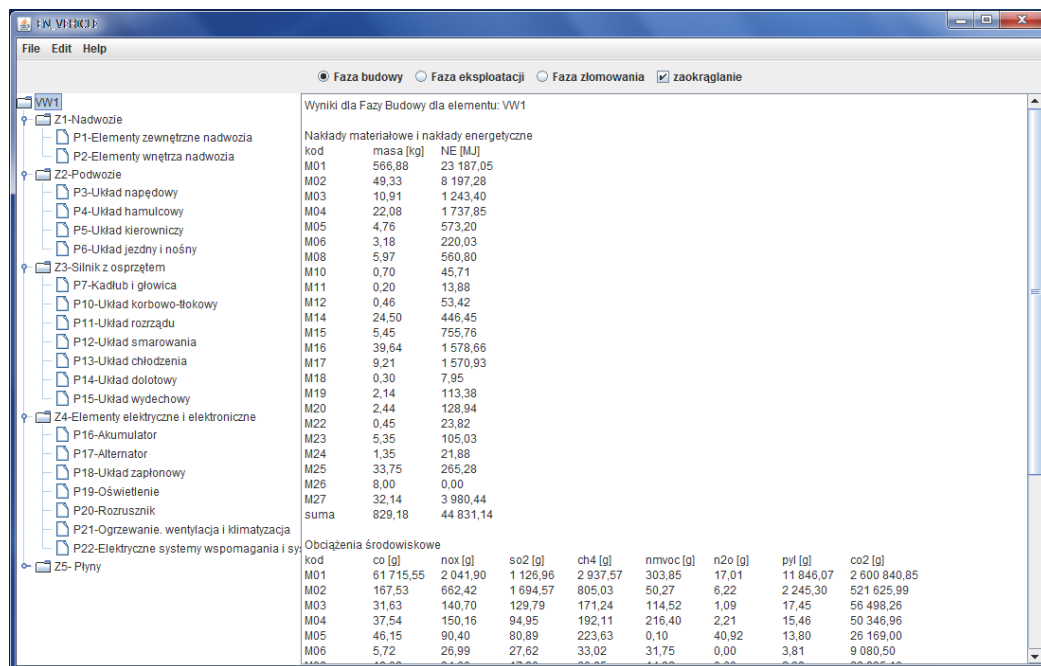 EN_VEHICLE
File Edit Help
Faza budowy Faza eksploatacji Faza złomowania zaokrąglanie
VW1
Z1-Nadwozie
P1-Elementy zewnętrzne nadwozia
P2-Elementy wnętrza nadwozia
Z2-Podwozie
P3-Układ napędowy
P4-Układ hamulcowy
P5-Układ kierowniczy
P6-Układ jezdny i nośny
Z3-Silnik z osprzętem
P7-Kadłub i głowica
P10-Układ korbowo-tłokowy
P11-Układ rozrządu
P12-Układ smarowania
P13-Układ chłodzenia
P14-Układ dolotowy
P15-Układ wydechowy
Z4-Elementy elektryczne i elektroniczne
P16-Akumulator
P17-Alternator
P18-Układ zapłonowy
P19-Oświetlenie
P20-Rozrusznik
P21-Ogrzewanie. wentylacja i klimatyzacja
P22-Elektryczne systemy wspomagania i sy
Z5- Płyny
Wyniki dla Fazy Budowy dla elementu: VW1
Nakłady materiałowe i nakłady energetyczne
kod masa [kg] NE [MJ]
M01 566,88 23 187,05
M02 49,33 8 197,28
M03 10,91 1 243,40
M04 22,08 1 737,85
M05 4,76 573,20
M06 3,18 220,03
M08 5,97 560,80
M10 0,70 45,71
M11 0,20 13,88
M12 0,46 53,42
M14 24,50 446,45
M15 5,45 755,76
M16 39,64 1 578,66
M17 9,21 1 570,93
M18 0,30 7,95
M19 2,14 113,38
M20 2,44 128,94
M22 0,45 23,82
M23 5,35 105,03
M24 1,35 21,88
M25 33,75 265,28
M26 8,00 0,00
M27 32,14 3 980,44
suma 829,18 44 831,14
Obciążenia środowiskowe
kod co [g] nox [g] so2 [g] ch4 [g] nmvoc [g] n2o [g] pyl [g] co2 [g]
M01 61 715,55 2 041,90 1 126,96 2 937,57 303,85 17,01 11 846,07 2 600 840,85
M02 167,53 662,42 1 694,57 805,03 50,27 6,22 2 245,30 521 625,99
M03 31,63 140,70 129,79 171,24 114,52 1,09 17,45 56 498,26
M04 37,54 150,16 94,95 192,11 216,40 2,21 15,46 50 346,96
M05 46,15 90,40 80,89 223,63 0,10 40,92 13,80 26 169,00
M06 5,72 26,99 27,62 33,02 31,75 0,00 3,81 9 080,50